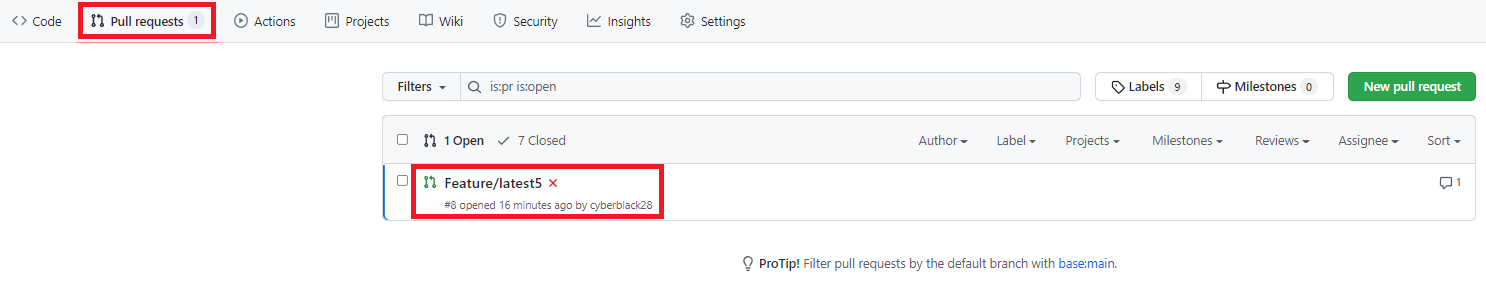 Code Pull requests 1 Actions Projects Wiki Security Insights Settings
Filters is:pr is:open Labels 9 Milestones 0 New pull request
1 Open 7 Closed Author Label Projects Milestones Reviews Assignee Sort
Feature/latest5 1
#8 opened 16 minutes ago by cyberblack28
ProTip! Filter pull requests by the default branch with base:main.